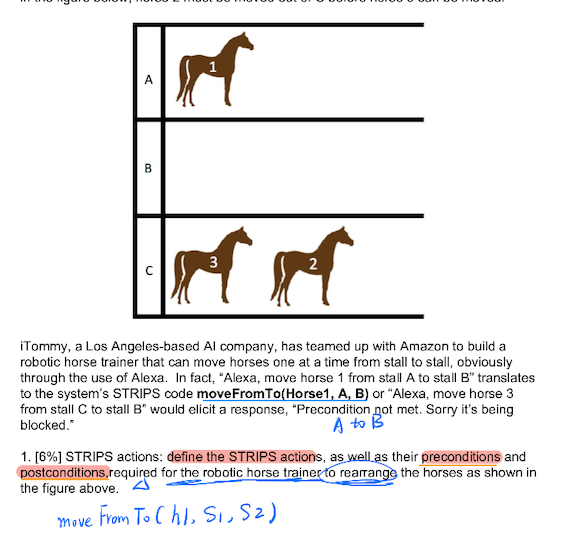 in the figure below, horse 2 must be moved out of C before horse 3 can be moved.
A
1
B
C
3
2
iTommy, a Los Angeles-based AI company, has teamed up with Amazon to build a
robotic horse trainer that can move horses one at a time from stall to stall, obviously
through the use of Alexa. In fact, “Alexa, move horse 1 from stall A to stall B” translates
to the system’s STRIPS code moveFromTo(Horse1, A, B) or “Alexa, move horse 3
from stall C to stall B” would elicit a response, “Precondition not met. Sorry it’s being
blocked.”
A to B
1. [6%] STRIPS actions: define the STRIPS actions, as well as their preconditions and
postconditions,required for the robotic horse trainer to rearrange the horses as shown in
the figure above.
move From To ( h1, S1, S2 )